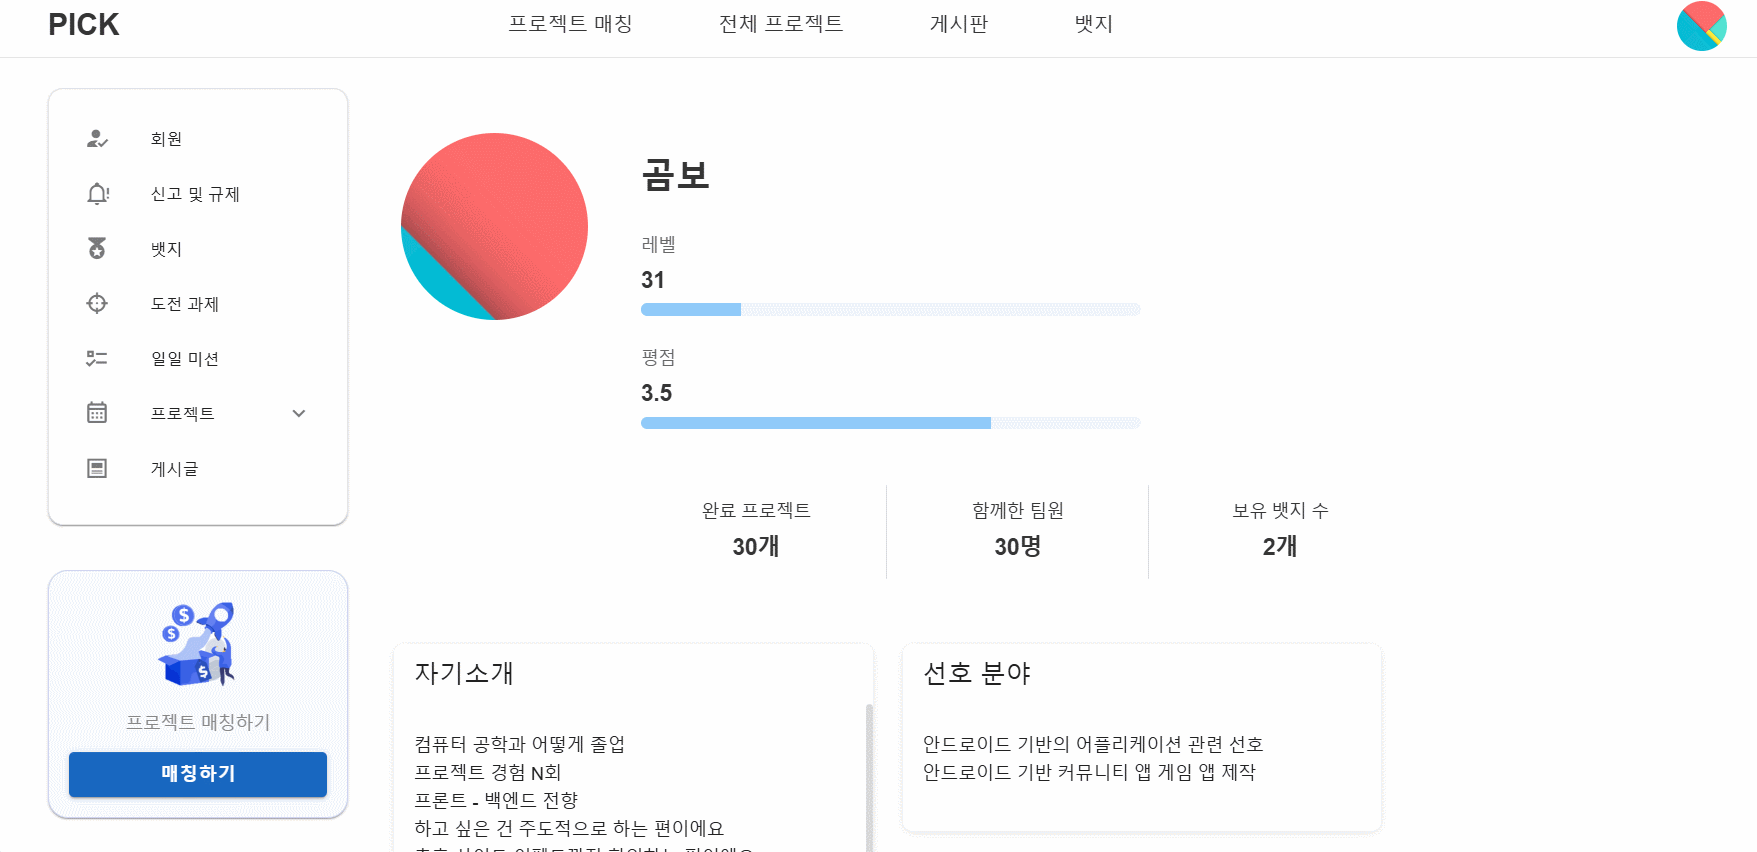 PICK
프로젝트 매칭
전체 프로젝트
게시판
뱃지
회원
신고 및 규제
뱃지
도전 과제
일일 미션
프로젝트
게시글
프로젝트 매칭하기
매칭하기
곰보
레벨
31
평점
3.5
완료 프로젝트
30개
함께한 팀원
30명
보유 뱃지 수
2개
자기소개
컴퓨터 공학과 어떻게 졸업
프로젝트 경험 N회
프론트 - 백엔드 전향
하고 싶은 건 주도적으로 하는 편이에요
선호 분야
안드로이드 기반의 어플리케이션 관련 선호
안드로이드 기반 커뮤니티 앱 게임 앱 제작